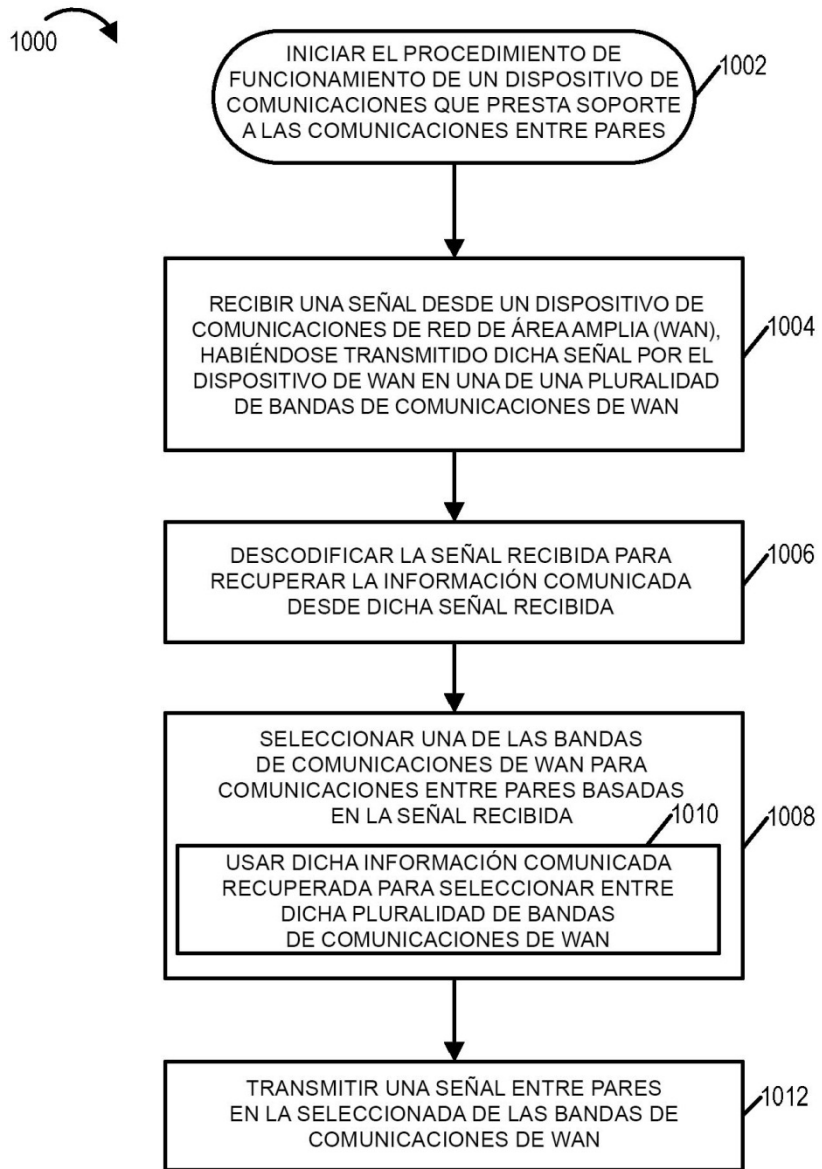 1000
INICIAR EL PROCEDIMIENTO DE
FUNCIONAMIENTO DE UN DISPOSITIVO DE
COMUNICACIONES QUE PRESTA SOPORTE
A LAS COMUNICACIONES ENTRE PARES
1002
RECIBIR UNA SEÑAL DESDE UN DISPOSITIVO DE
COMUNICACIONES DE RED DE ÁREA AMPLIA (WAN),
HABIÉNDOSE TRANSMITIDO DICHA SEÑAL POR EL
DISPOSITIVO DE WAN EN UNA DE UNA PLURALIDAD
DE BANDAS DE COMUNICACIONES DE WAN
1004
DESCODIFICAR LA SEÑAL RECIBIDA PARA
RECUPERAR LA INFORMACIÓN COMUNICADA
DESDE DICHA SEÑAL RECIBIDA
1006
SELECCIONAR UNA DE LAS BANDAS
DE COMUNICACIONES DE WAN PARA
COMUNICACIONES ENTRE PARES BASADAS
EN LA SEÑAL RECIBIDA
1008
1010
USAR DICHA INFORMACIÓN COMUNICADA
RECUPERADA PARA SELECCIONAR ENTRE
DICHA PLURALIDAD DE BANDAS
DE COMUNICACIONES DE WAN
TRANSMITIR UNA SEÑAL ENTRE PARES
EN LA SELECCIONADA DE LAS BANDAS DE
COMUNICACIONES DE WAN
1012